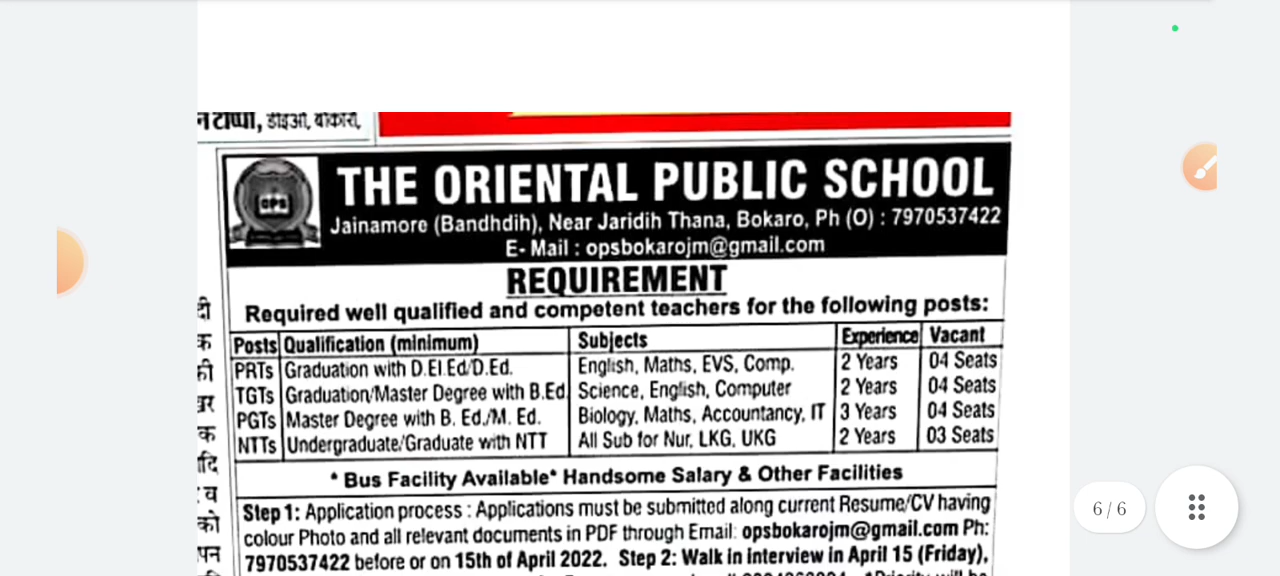 न टाप्पा, डीइओ, बोकारो,
OPS
THE ORIENTAL PUBLIC SCHOOL
Jainamore (Bandhdih), Near Jaridih Thana, Bokaro, Ph (O) : 7970537422
E- Mail : opsbokarojm@gmail.com
REQUIREMENT
Required well qualified and competent teachers for the following posts:
Posts Qualification (minimum) Subjects Experience Vacant
PRTs Graduation with D.El.Ed/D.Ed. English, Maths, EVS, Comp. 2 Years 04 Seats
TGTs Graduation/Master Degree with B.Ed Science, English, Computer 2 Years 04 Seats
PGTs Master Degree with B. Ed./M. Ed. Biology, Maths, Accountancy, IT 3 Years 04 Seats
NTTs Undergraduate/Graduate with NTT All Sub for Nur, LKG, UKG 2 Years 03 Seats
* Bus Facility Available* Handsome Salary & Other Facilities
Step 1: Application process : Applications must be submitted along current Resume/CV having
colour Photo and all relevant documents in PDF through Email: opsbokarojm@gmail.com Ph:
7970537422 before or on 15th of April 2022. Step 2: Walk in interview in April 15 (Friday),
दी
क
की
क
दि
व
को
पन
6 / 6